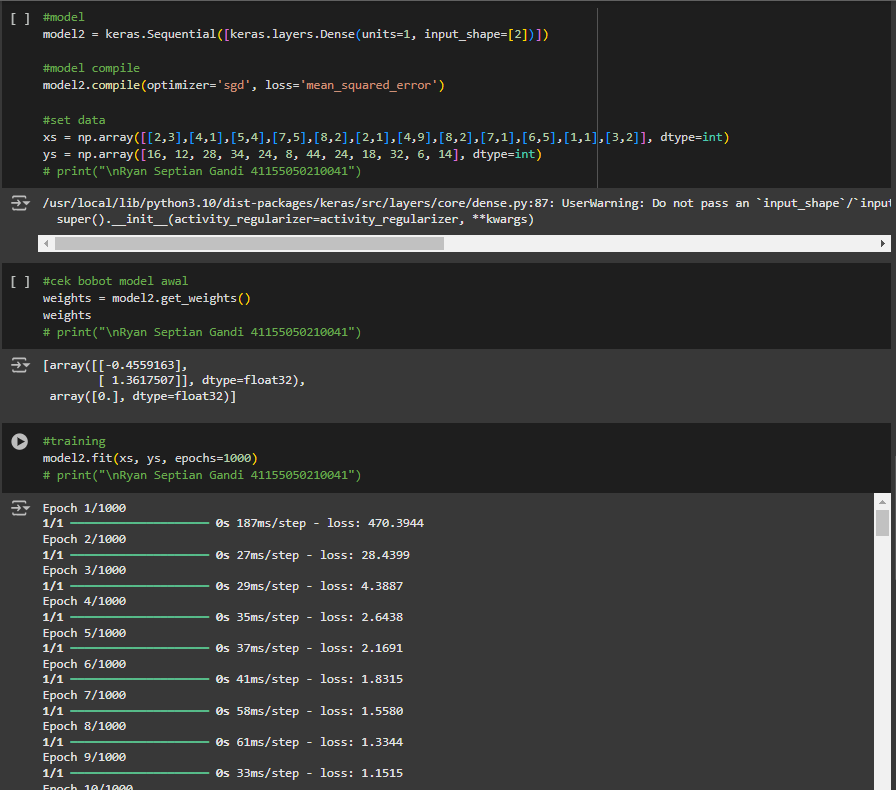 [ ] #model
model2 = keras.Sequential([keras.layers.Dense(units=1, input_shape=[2])])
#model compile
model2.compile(optimizer='sgd', loss='mean_squared_error')
#set data
xs = np.array([[2,3],[4,1],[5,4],[7,5],[8,2],[2,1],[4,9],[8,2],[7,1],[6,5],[1,1],[3,2]], dtype=int)
ys = np.array([16, 12, 28, 34, 24, 8, 44, 24, 18, 32, 6, 14], dtype=int)
# print("\nRyan Septian Gandi 41155050210041")
/usr/local/lib/python3.10/dist-packages/keras/src/layers/core/dense.py:87: UserWarning: Do not pass an `input_shape`/`input
super().__init__(activity_regularizer=activity_regularizer, **kwargs)
[ ] #cek bobot model awal
weights = model2.get_weights()
weights
# print("\nRyan Septian Gandi 41155050210041")
[array([[-0.4559163],
[ 1.3617507]], dtype=float32),
array([0.], dtype=float32)]
#training
model2.fit(xs, ys, epochs=1000)
# print("\nRyan Septian Gandi 41155050210041")
Epoch 1/1000
1/1 0s 187ms/step - loss: 470.3944
Epoch 2/1000
1/1 0s 27ms/step - loss: 28.4399
Epoch 3/1000
1/1 0s 29ms/step - loss: 4.3887
Epoch 4/1000
1/1 0s 35ms/step - loss: 2.6438
Epoch 5/1000
1/1 0s 37ms/step - loss: 2.1691
Epoch 6/1000
1/1 0s 41ms/step - loss: 1.8315
Epoch 7/1000
1/1 0s 58ms/step - loss: 1.5580
Epoch 8/1000
1/1 0s 61ms/step - loss: 1.3344
Epoch 9/1000
1/1 0s 33ms/step - loss: 1.1515
Epoch 10/1000